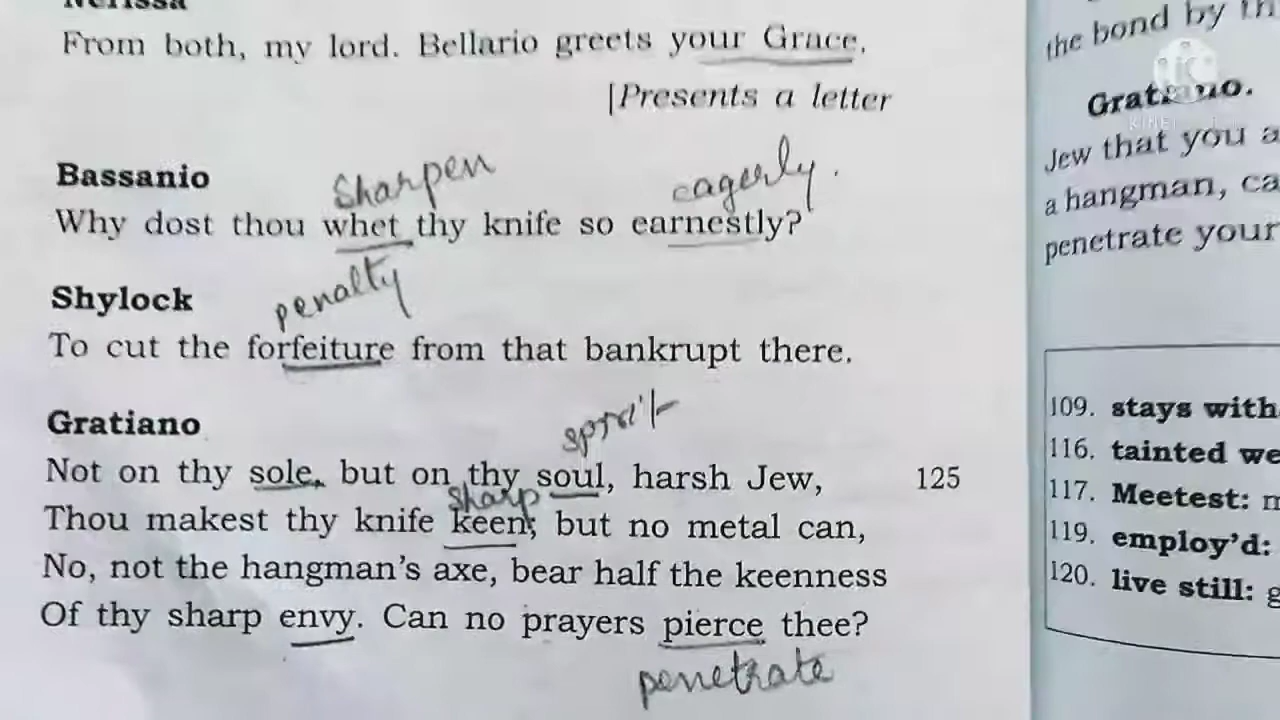 Nerissa
From both, my lord. Bellario greets your Grace.
[Presents a letter
Bassanio
sharpen eagerly.
Why dost thou whet thy knife so earnestly?
Shylock
penalty
To cut the forfeiture from that bankrupt there.
Gratiano
Not on thy sole, but on thy soul, harsh Jew, 125
sharp
Thou makest thy knife keen; but no metal can,
No, not the hangman's axe, bear half the keenness
Of thy sharp envy. Can no prayers pierce thee?
penetrate
the bond by
Gratiano.
Jew that you
a hangman,
penetrate your
109. stays with
116. tainted
117. Meetest:
119. employ'd:
120. live still: